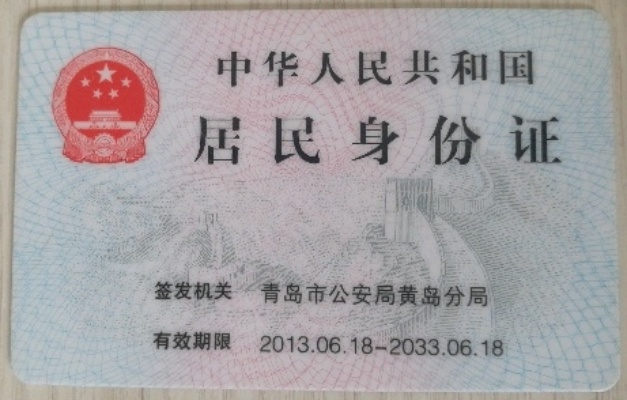 中华人民共和国
居民身份证
签发机关 青岛市公安局黄岛分局
有效期限 2013.06.18-2033.06.18